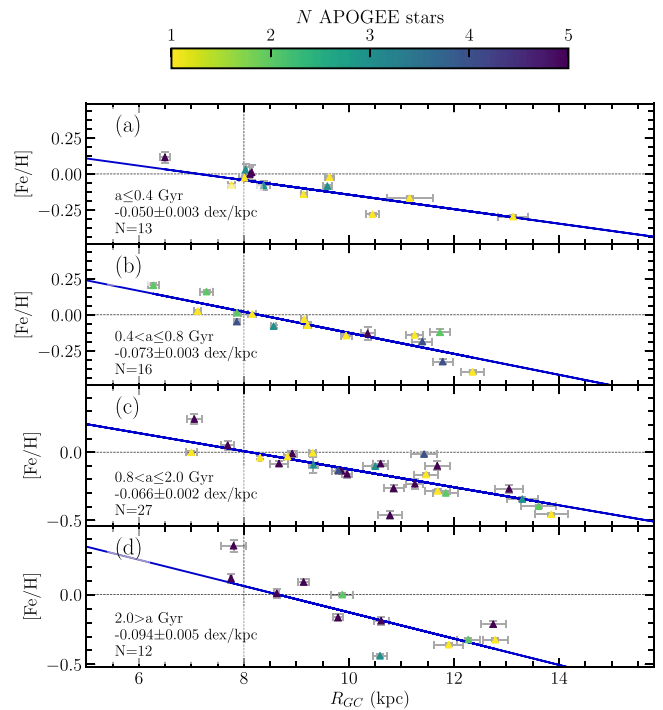 N APOGEE stars
1 2 3 4 5
(a)
[Fe/H]
0.25
0.00
−0.25
a≤0.4 Gyr
-0.050±0.003 dex/kpc
N=13
(b)
[Fe/H]
0.25
0.00
−0.25
0.4<a≤0.8 Gyr
-0.073±0.003 dex/kpc
N=16
(c)
[Fe/H]
0.0
−0.5
0.8<a≤2.0 Gyr
-0.066±0.002 dex/kpc
N=27
(d)
[Fe/H]
0.0
−0.5
2.0>a Gyr
-0.094±0.005 dex/kpc
N=12
6 8 10 12 14
R_GC (kpc)